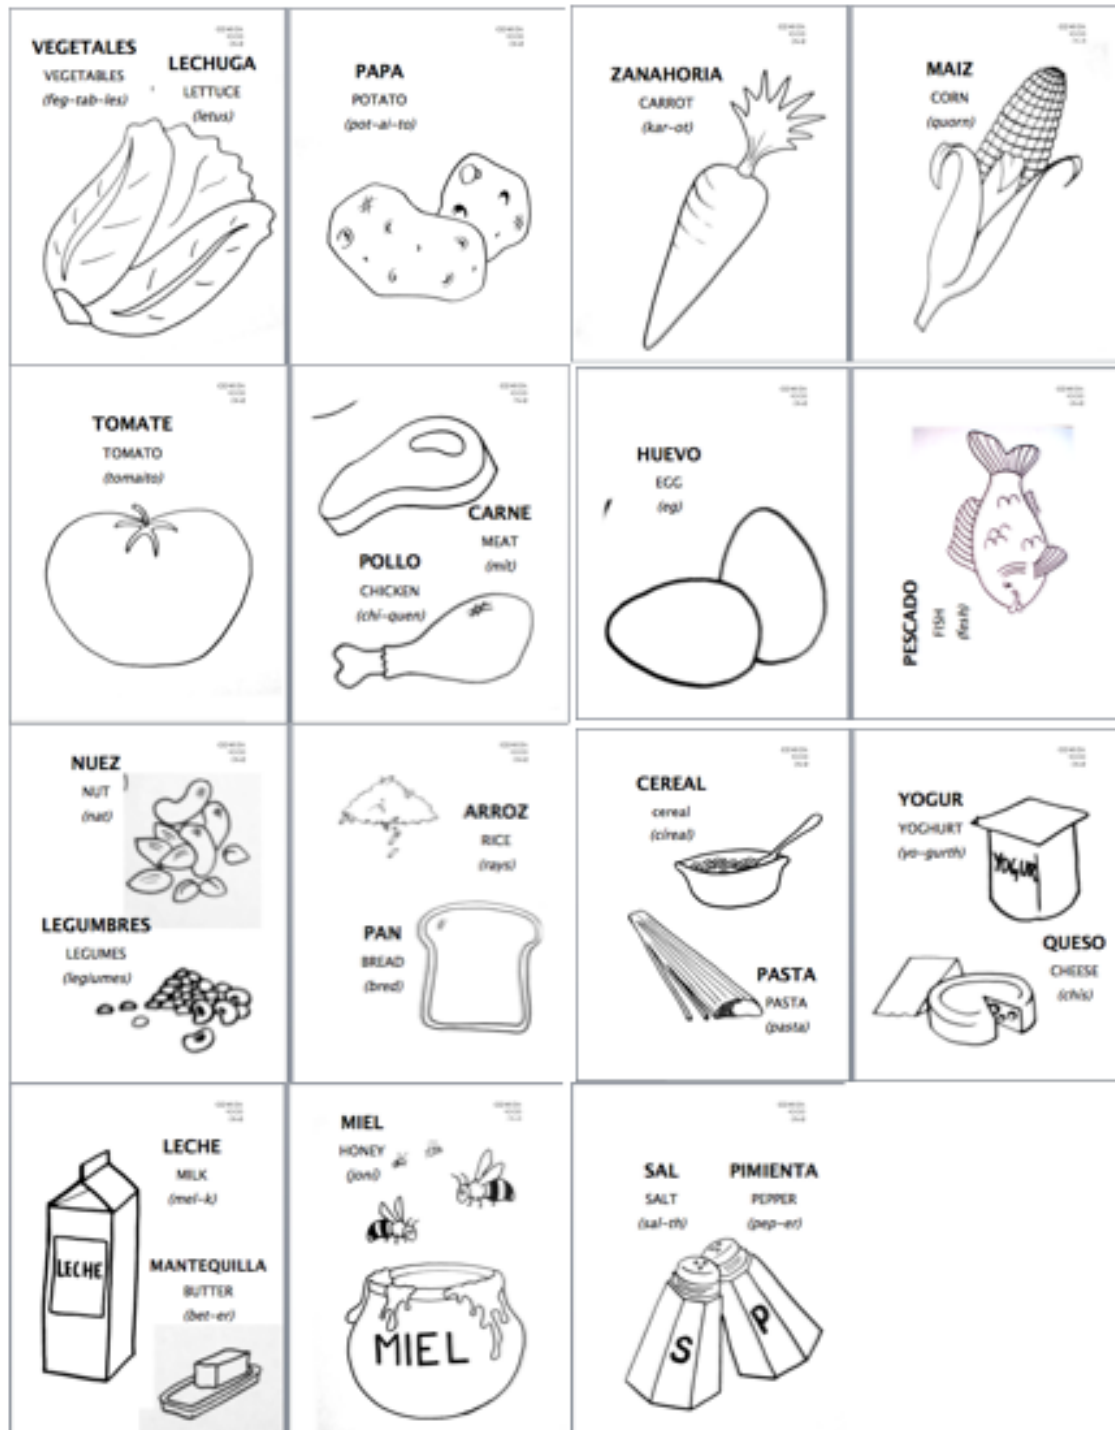 VEGETALES
VEGETABLES
(feg-tab-les)
LECHUGA
LETTUCE
(letus)
PAPA
POTATO
(pot-ai-to)
ZANAHORIA
CARROT
(kar-ot)
MAIZ
CORN
(quorn)
TOMATE
TOMATO
(tomaito)
CARNE
MEAT
(mit)
POLLO
CHICKEN
(chi-quen)
HUEVO
EGG
(eg)
PESCADO
FISH
(fesh)
NUEZ
NUT
(nat)
LEGUMBRES
LEGUMES
(legiumes)
ARROZ
RICE
(rays)
PAN
BREAD
(bred)
CEREAL
cereal
(cireal)
PASTA
PASTA
(pasta)
YOGUR
YOGHURT
(yo-gurth)
YOGUR
QUESO
CHEESE
(chis)
LECHE
MILK
(mel-k)
LECHE
MANTEQUILLA
BUTTER
(bet-er)
MIEL
HONEY
(joni)
MIEL
SAL
SALT
(sal-th)
PIMIENTA
PEPPER
(pep-er)
S
P